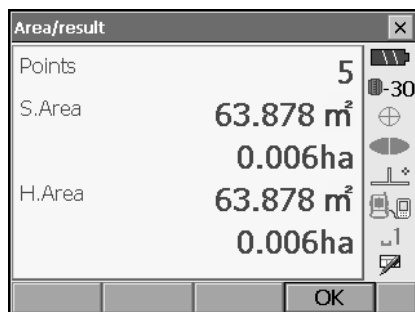 Area/result
Points 5
-30
S.Area 63.878 ㎡
0.006ha
H.Area 63.878 ㎡
0.006ha
1
OK